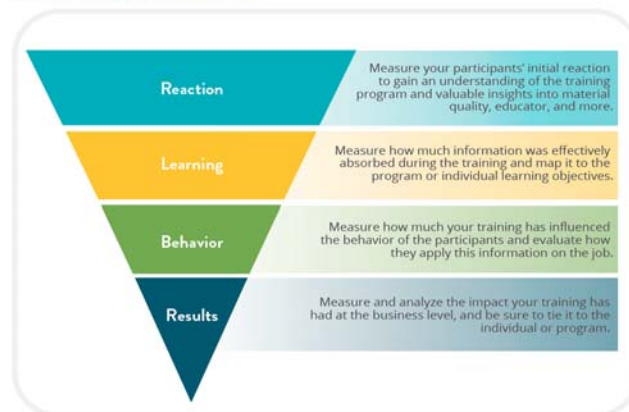 Reaction
Measure your participants' initial reaction
to gain an understanding of the training
program and valuable insights into material
quality, educator, and more.
Learning
Measure how much information was effectively
absorbed during the training and map it to the
program or individual learning objectives.
Behavior
Measure how much your training has influenced
the behavior of the participants and evaluate how
they apply this information on the job.
Results
Measure and analyze the impact your training has
had at the business level, and be sure to tie it to the
individual or program.